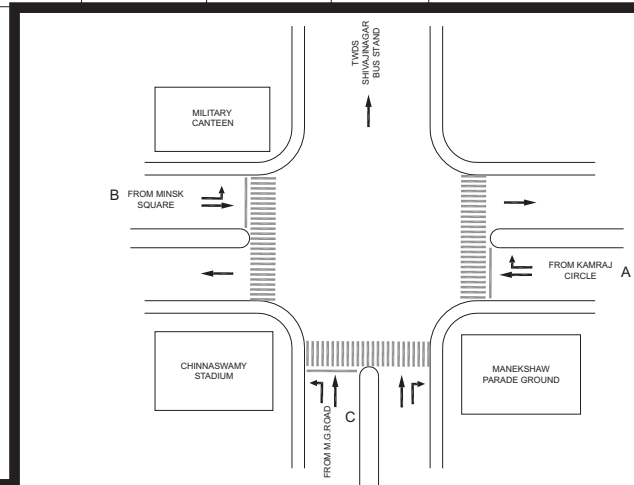 TWDS
SHIVAJINAGAR
BUS STAND
MILITARY
CANTEEN
B
FROM MINSK
SQUARE
FROM KAMRAJ
CIRCLE
A
CHINNASWAMY
STADIUM
MANEKSHAW
PARADE GROUND
C
FROM M.G.ROAD